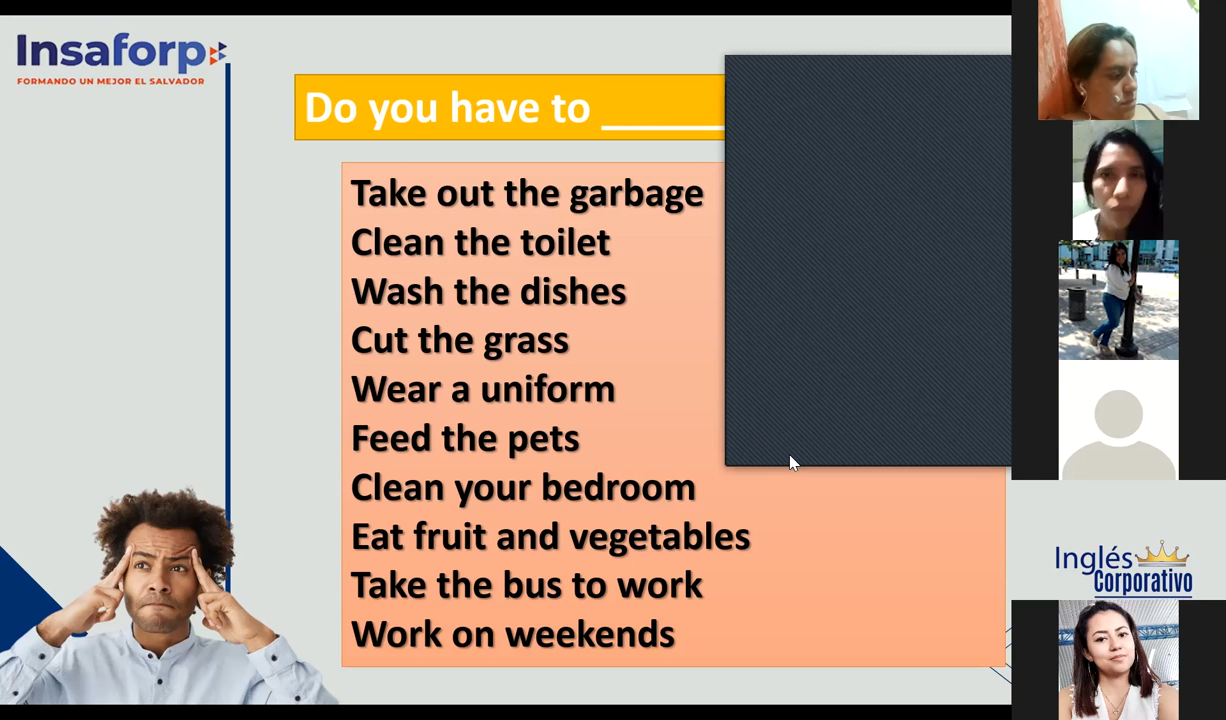 Insaforp
FORMANDO UN MEJOR EL SALVADOR
Do you have to ______
Take out the garbage
Clean the toilet
Wash the dishes
Cut the grass
Wear a uniform
Feed the pets
Clean your bedroom
Eat fruit and vegetables
Take the bus to work
Work on weekends
Inglés
Corporativo